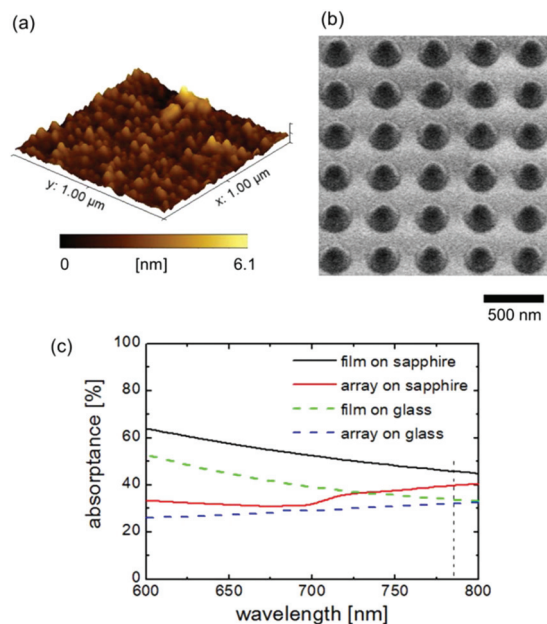 (a)
y: 1.00 µm
x: 1.00 µm
0 [nm] 6.1
(b)
500 nm
(c)
absorptance [%]
100
80
60
40
20
0
film on sapphire
array on sapphire
film on glass
array on glass
600 650 700 750 800
wavelength [nm]